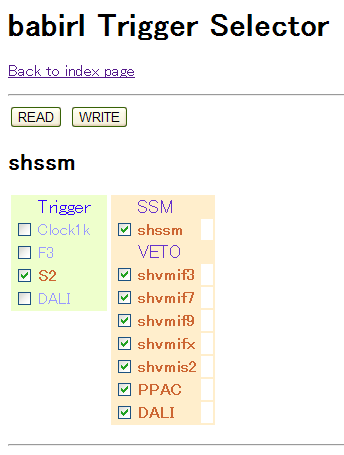 babirl Trigger Selector
Back to index page
READ WRITE
shssm
Trigger
Clock1k
F3
S2
DALI
SSM
shssm
VETO
shvmif3
shvmif7
shvmif9
shvmifx
shvmis2
PPAC
DALI